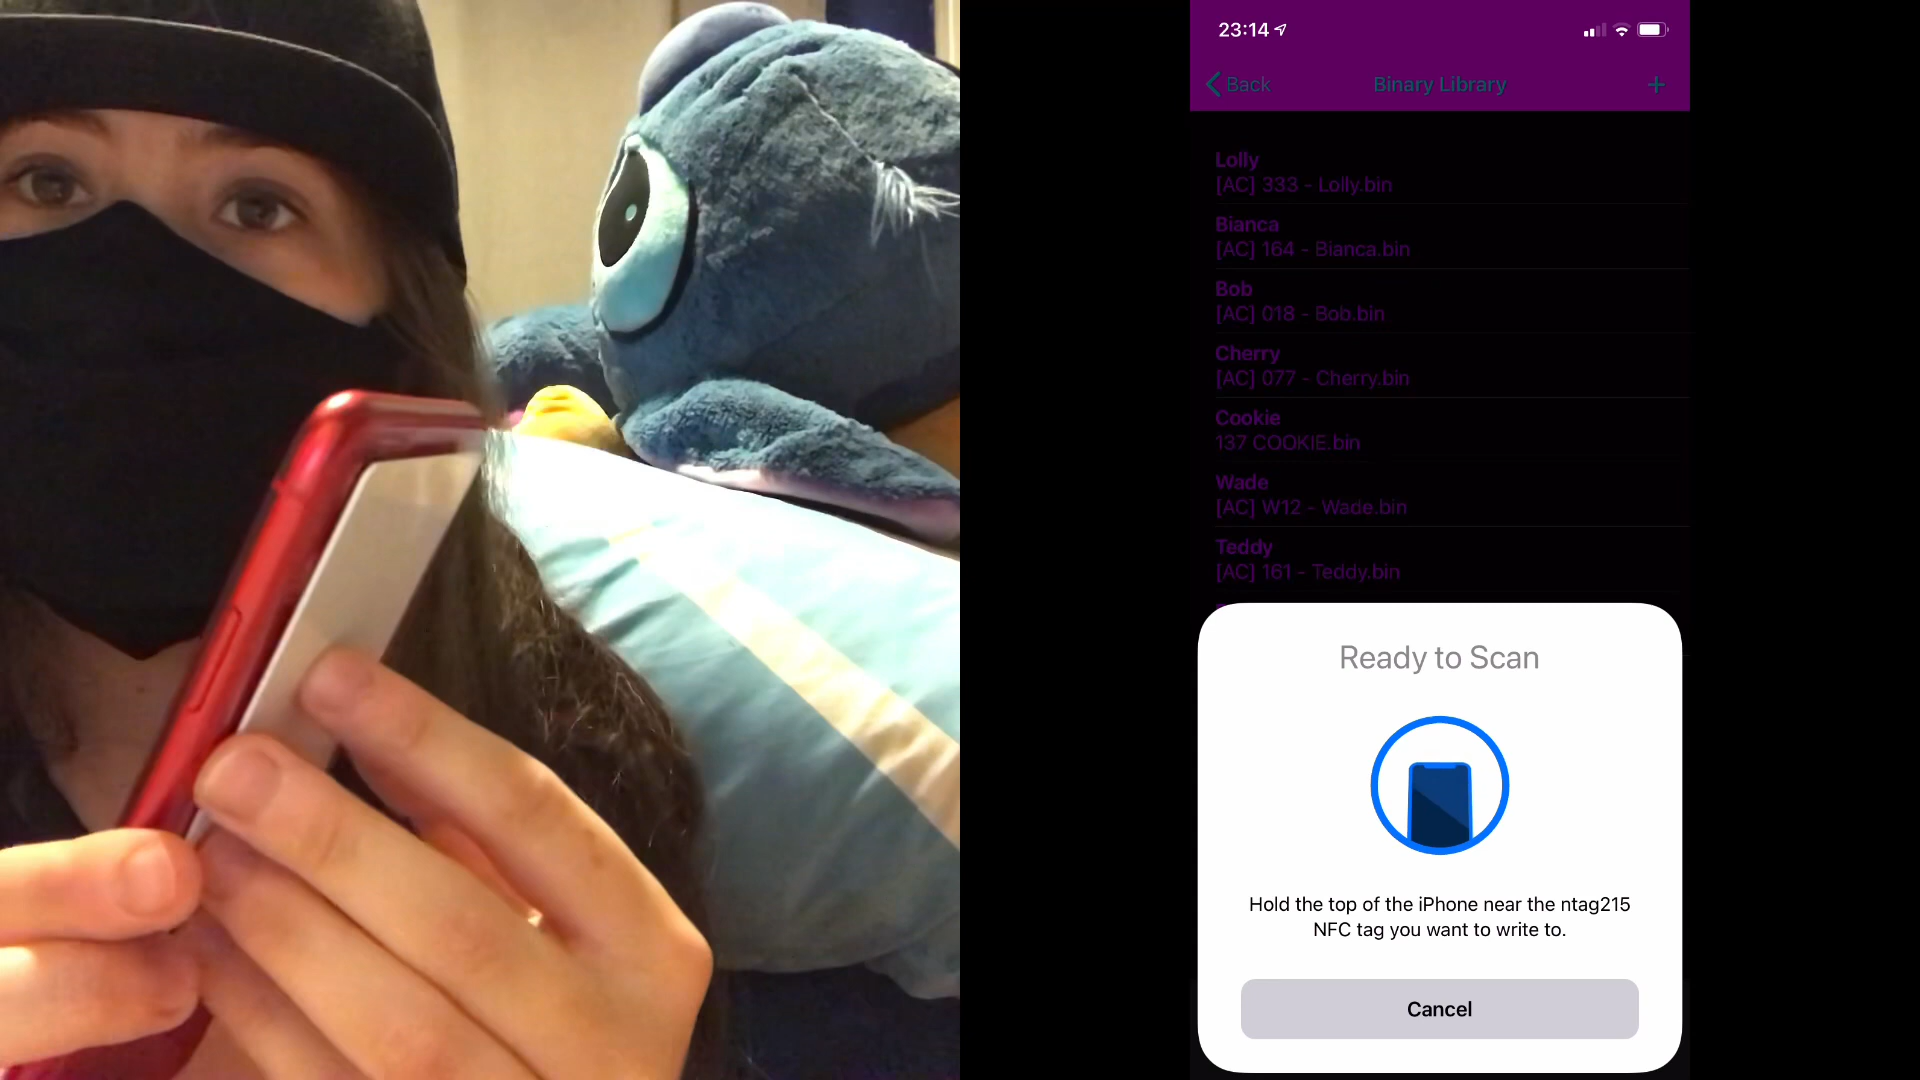 23:14
Back
Binary Library
Lolly
[AC] 333 - Lolly.bin
Bianca
[AC] 164 - Bianca.bin
Bob
[AC] 018 - Bob.bin
Cherry
[AC] 077 - Cherry.bin
Cookie
137 COOKIE.bin
Wade
[AC] W12 - Wade.bin
Teddy
[AC] 161 - Teddy.bin
Ready to Scan
Hold the top of the iPhone near the ntag215
NFC tag you want to write to.
Cancel